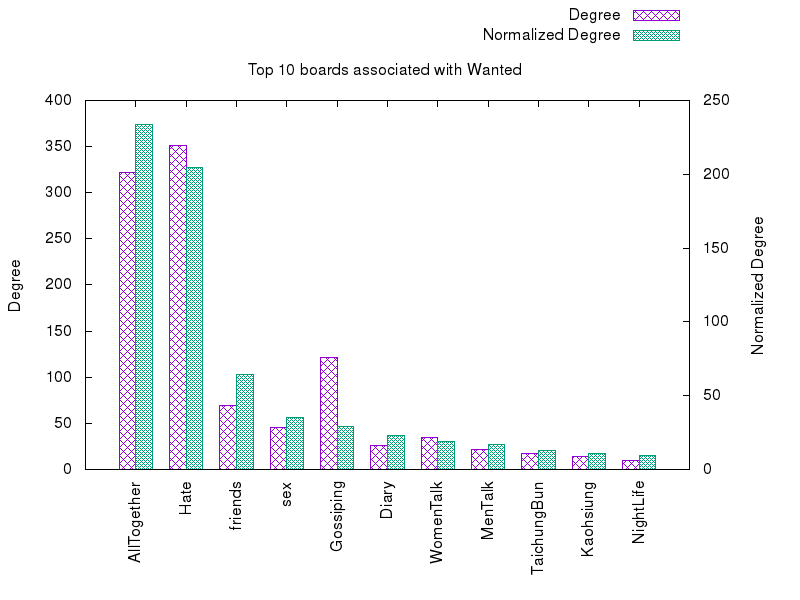 Degree
Normalized Degree
Top 10 boards associated with Wanted
400
350
300
250
200
150
100
50
0
250
200
150
100
50
0
Degree
Normalized Degree
AllTogether
Hate
friends
sex
Gossiping
Diary
WomenTalk
MenTalk
TaichungBun
Kaohsiung
NightLife